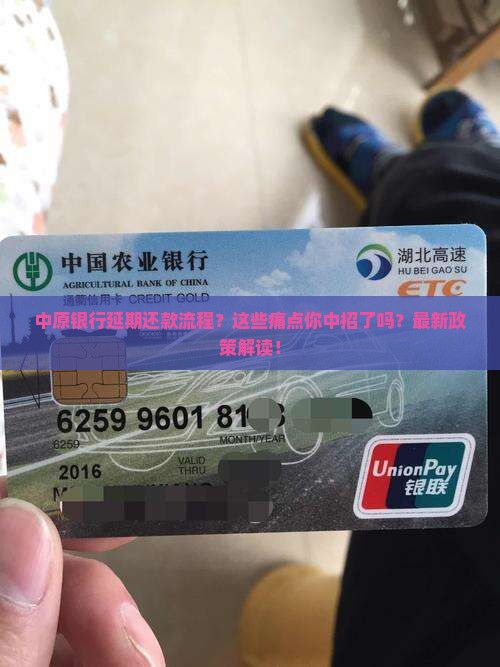 中国农业银行
AGRICULTURAL BANK OF CHINA
湖北高速
HU BEI GAO SU
ETC
CREDIT GOLD
中原银行延期还款流程？这些痛点你中招了吗？最新政
策解读！
6259 9601 81
6259
MONTH/YEAR
2016
VALID
THRU
UnionPay
银联